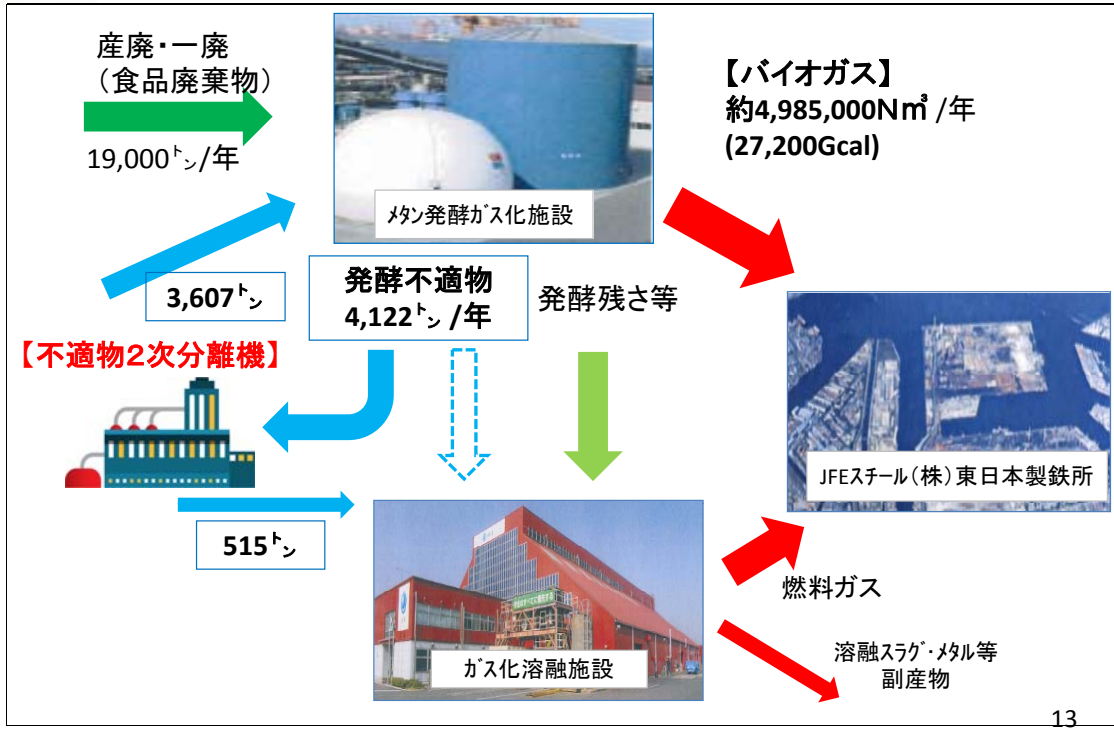 産廃・一廃
（食品廃棄物）
19,000㌧/年
【バイオガス】
約4,985,000N㎥ /年
(27,200Gcal)
ﾒﾀﾝ発酵ｶﾞｽ化施設
3,607㌧
発酵不適物
4,122㌧ /年
発酵残さ等
【不適物２次分離機】
JFEｽﾁｰﾙ（株）東日本製鉄所
515㌧
ｶﾞｽ化溶融施設
燃料ガス
溶融ｽﾗｸﾞ・ﾒﾀﾙ等
副産物
13